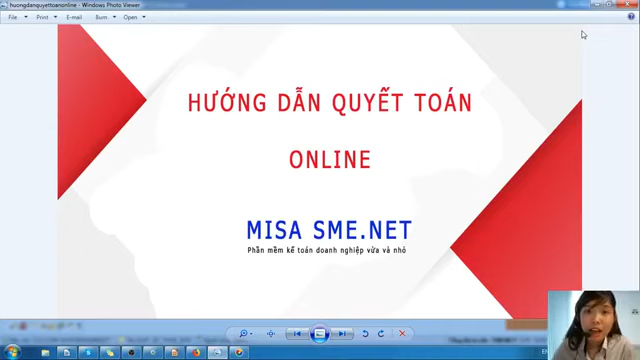 huongdanquyettoanonline - Windows Photo Viewer
File Print E-mail Burn Open
HƯỚNG DẪN QUYẾT TOÁN
ONLINE
MISA SME.NET
Phần mềm kế toán doanh nghiệp vừa và nhỏ